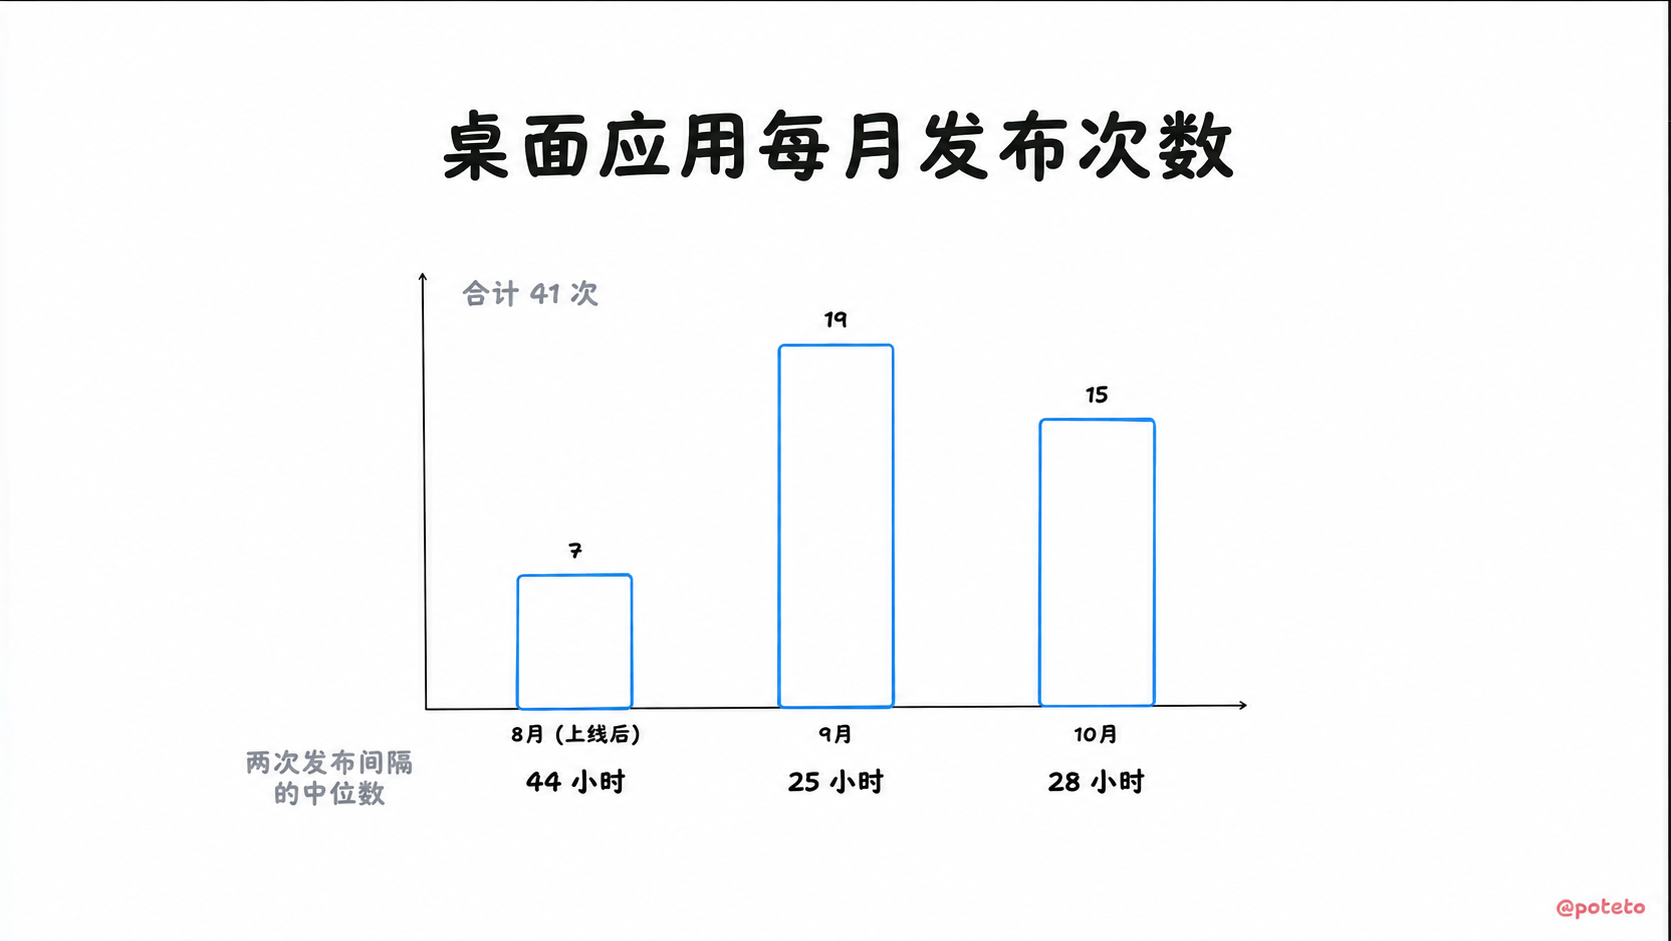 桌面应用每月发布次数
合计 41 次
19
15
7
8月 (上线后)
9月
10月
两次发布间隔
的中位数
44 小时
25 小时
28 小时
@poteto